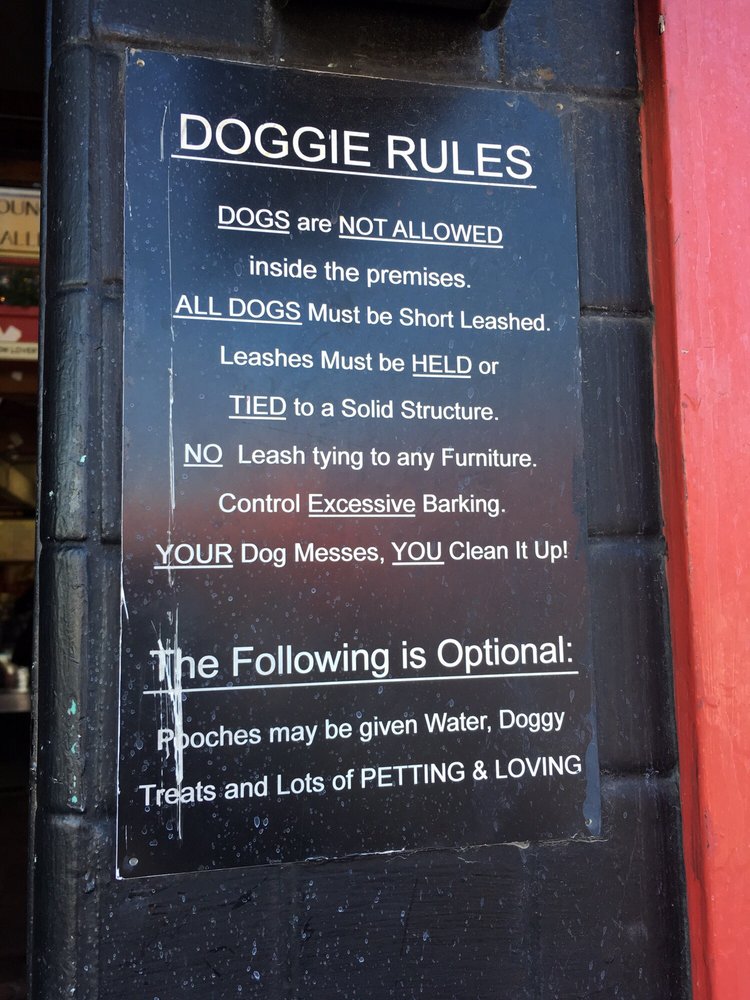 DOGGIE RULES
DOGS are NOT ALLOWED
inside the premises.
ALL DOGS Must be Short Leashed.
Leashes Must be HELD or
TIED to a Solid Structure.
NO Leash tying to any Furniture.
Control Excessive Barking.
YOUR Dog Messes, YOU Clean It Up!
The Following is Optional:
Pooches may be given Water, Doggy
Treats and Lots of PETTING & LOVING